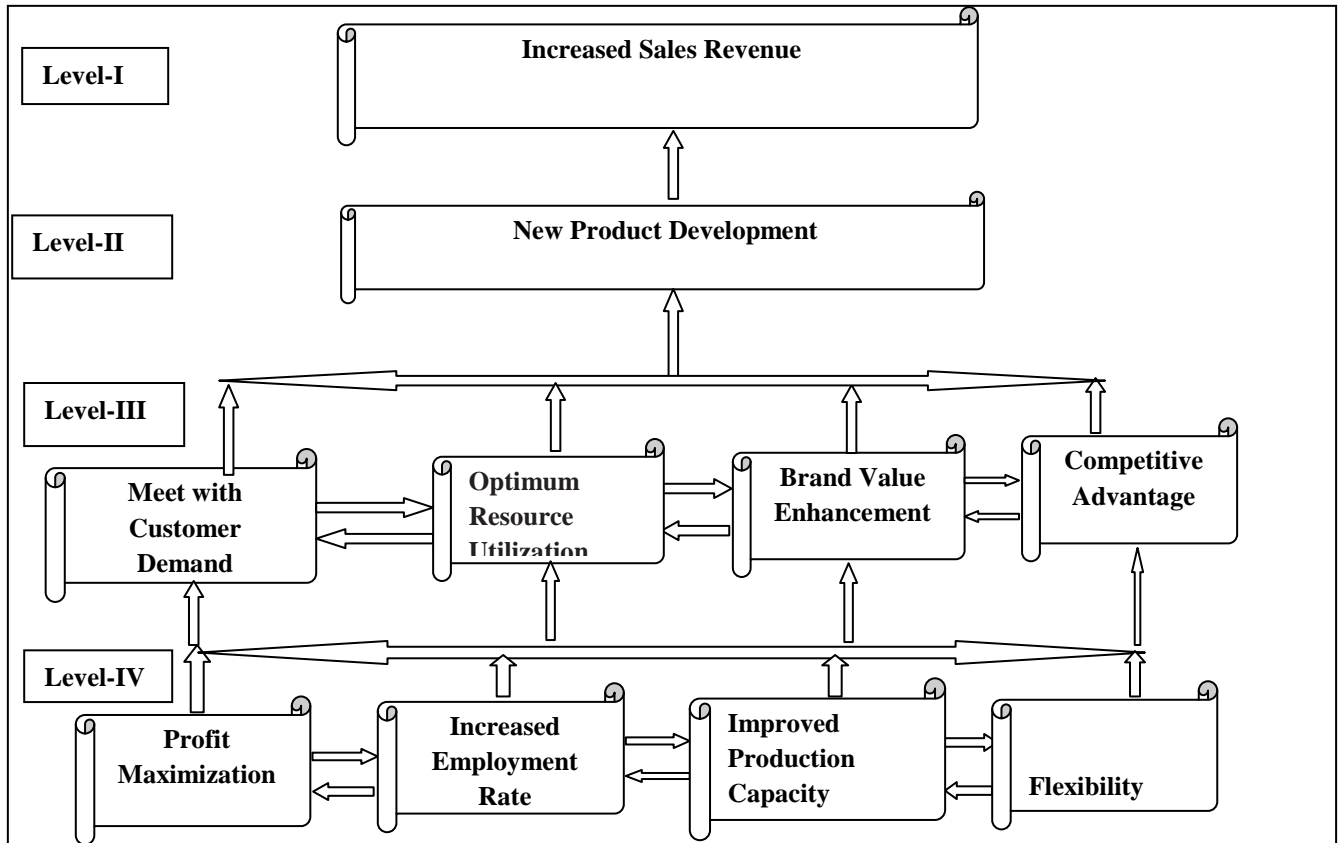 Increased Sales Revenue
Level-I
New Product Development
Level-II
Level-III
Meet with
Customer
Demand
Optimum
Resource
Utilization
Brand Value
Enhancement
Competitive
Advantage
Level-IV
Profit
Maximization
Increased
Employment
Rate
Improved
Production
Capacity
Flexibility